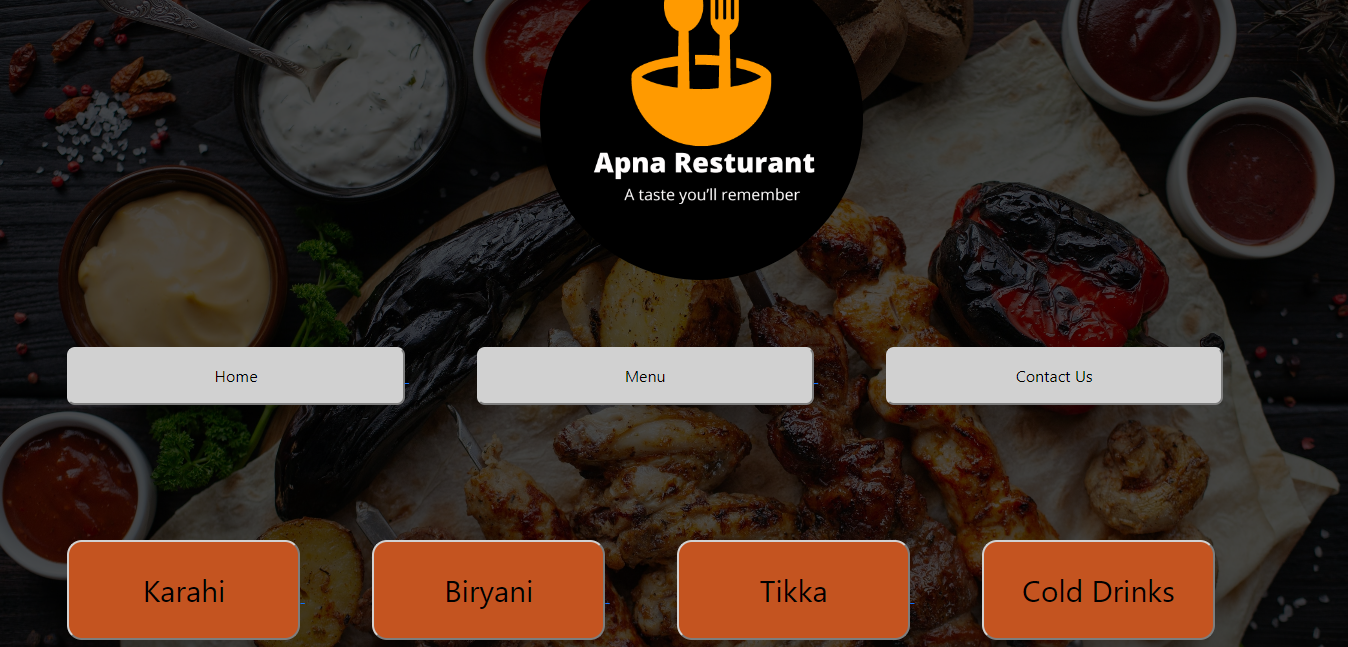 Apna Resturant
A taste you'll remember
Home
Menu
Contact Us
Karahi
Biryani
Tikka
Cold Drinks